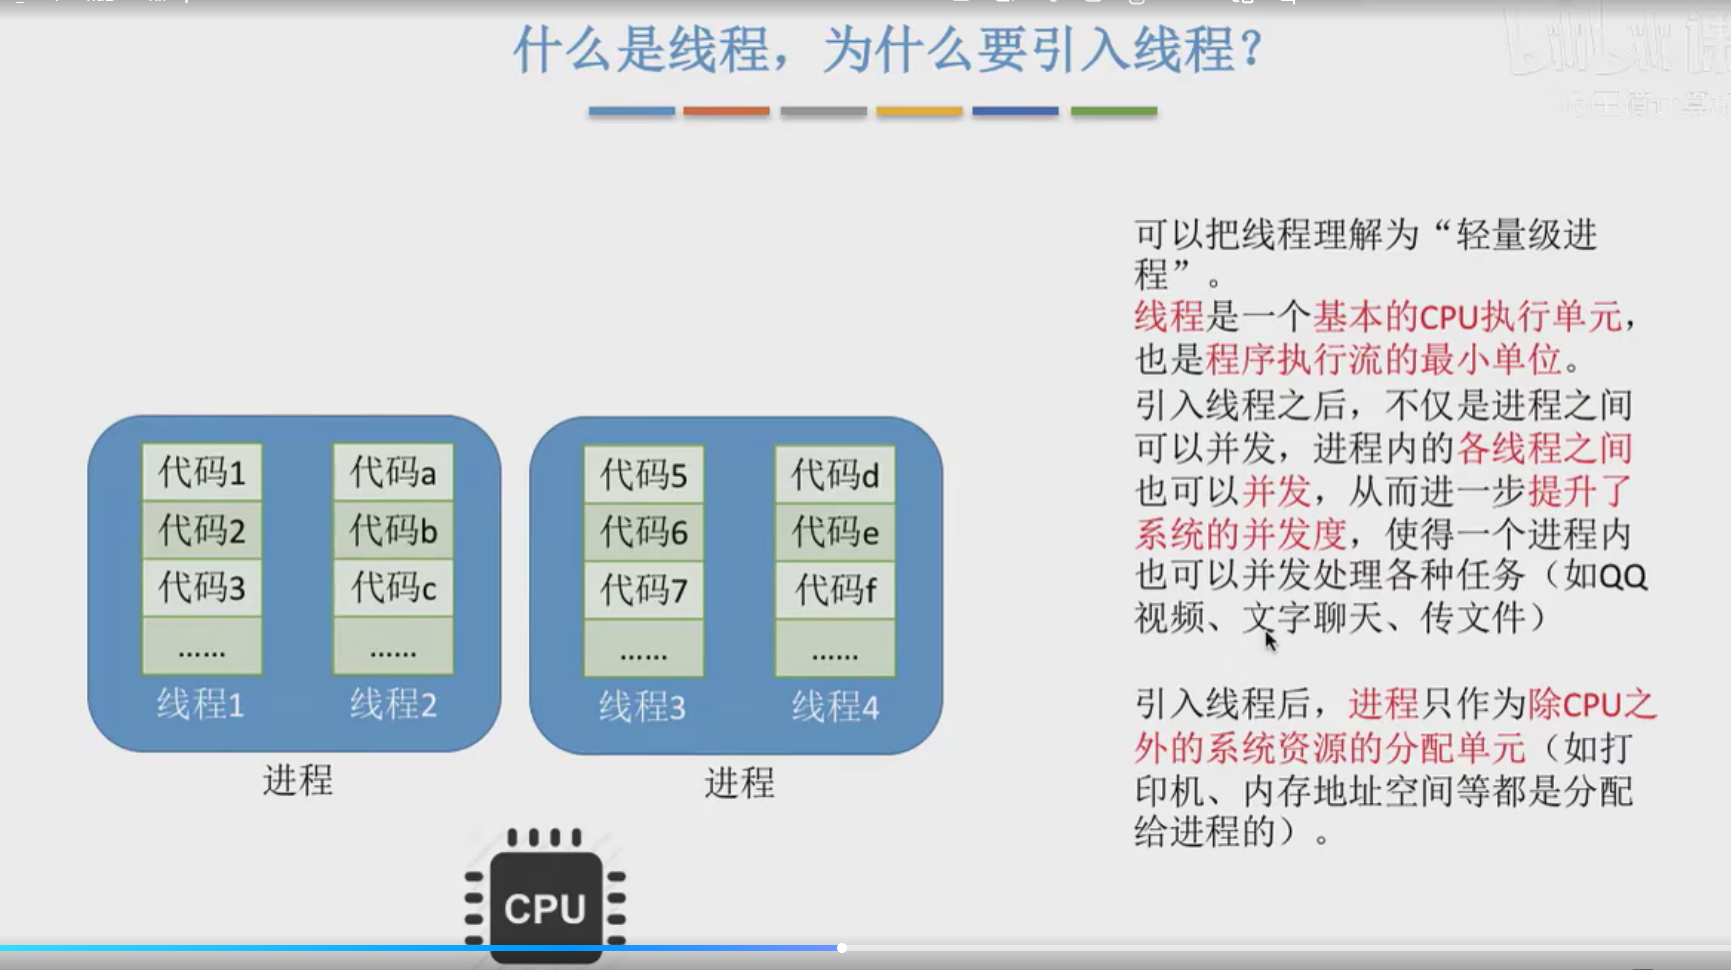 什么是线程，为什么要引入线程？
可以把线程理解为“轻量级进
程”。
线程是一个基本的CPU执行单元，
也是程序执行流的最小单位。
引入线程之后，不仅是进程之间
可以并发，进程内的各线程之间
也可以并发，从而进一步提升了
系统的并发度，使得一个进程内
也可以并发处理各种任务（如QQ
视频、文字聊天、传文件）
引入线程后，进程只作为除CPU之
外的系统资源的分配单元（如打
印机、内存地址空间等都是分配
给进程的）。
代码1
代码2
代码3
……
线程1
代码a
代码b
代码c
……
线程2
进程
代码5
代码6
代码7
……
线程3
代码d
代码e
代码f
……
线程4
进程
CPU